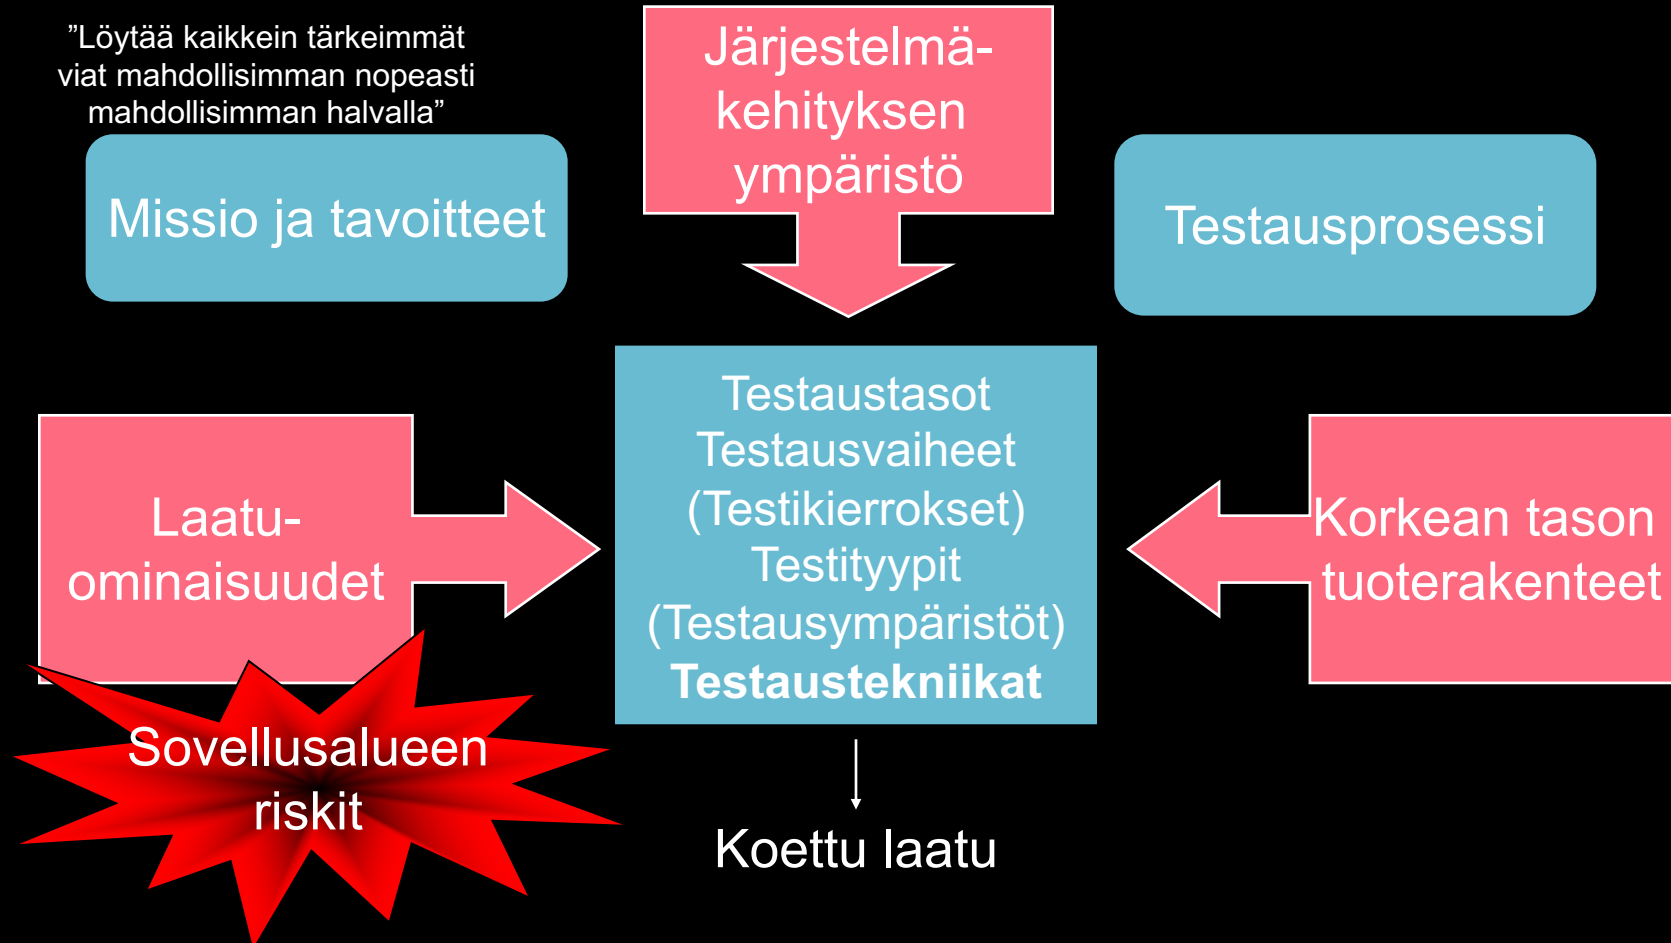 ”Löytää kaikkein tärkeimmät
viat mahdollisimman nopeasti
mahdollisimman halvalla”
Missio ja tavoitteet
Järjestelmä-
kehityksen
ympäristö
Testausprosessi
Laatu-
ominaisuudet
Testaustasot
Testausvaiheet
(Testikierrokset)
Testityypit
(Testausympäristöt)
Testaustekniikat
Korkean tason
tuoterakenteet
Sovellusalueen
riskit
Koettu laatu